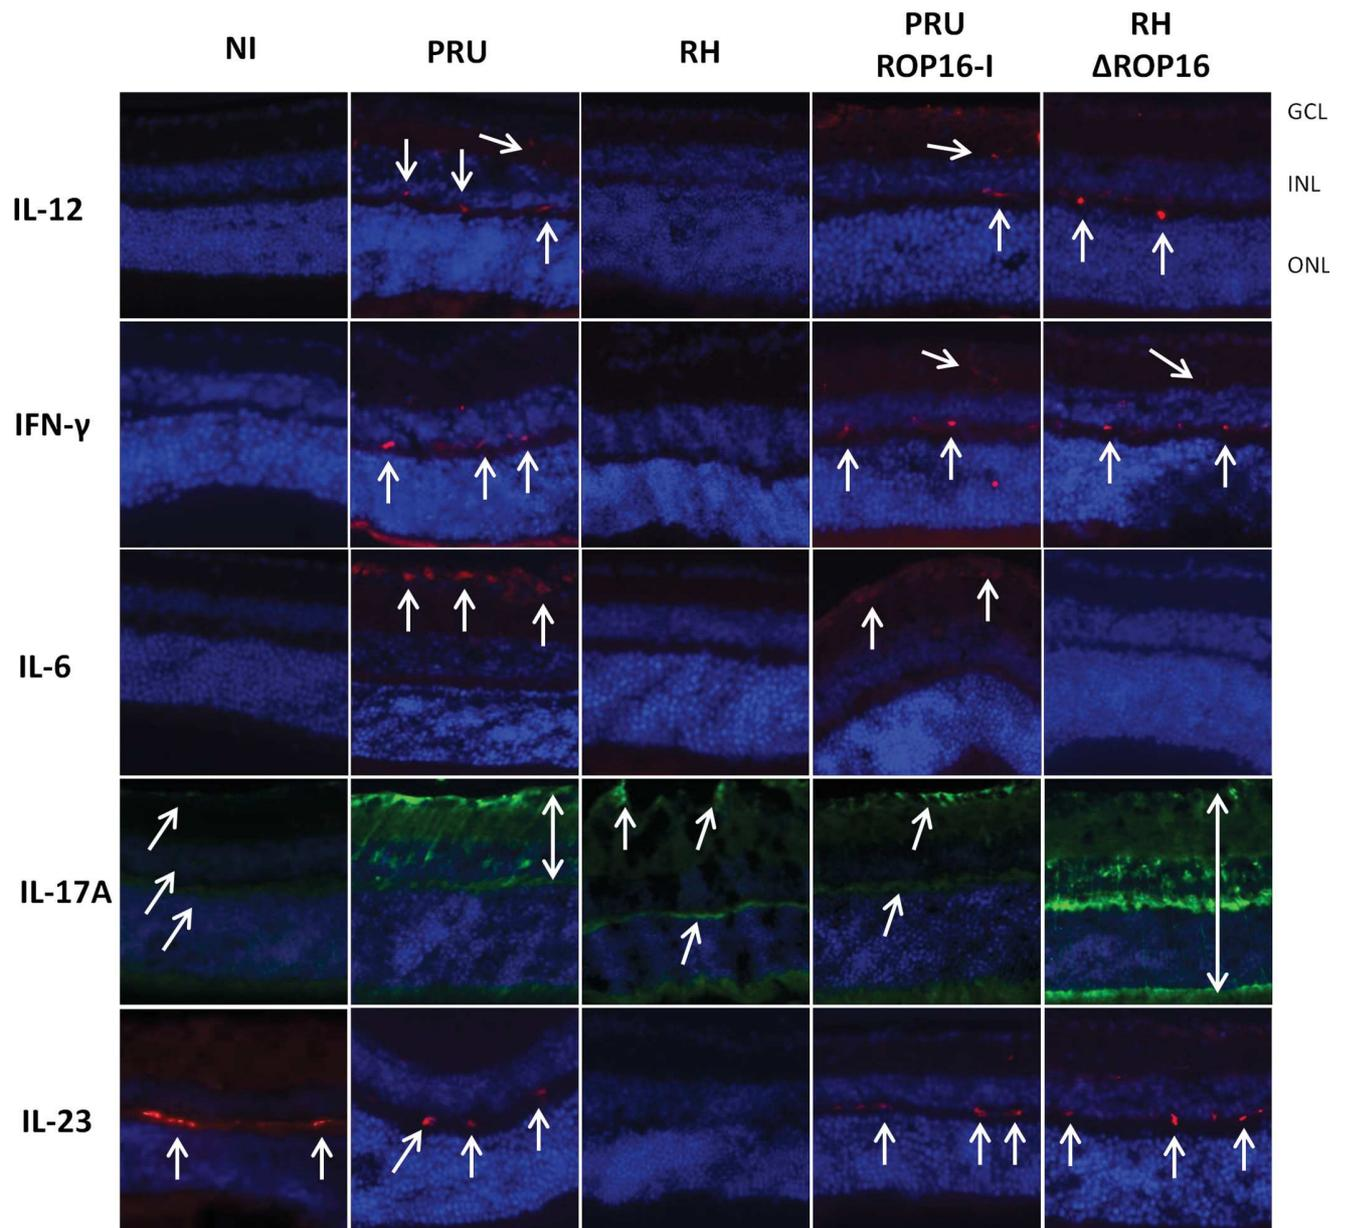 NI
PRU
RH
PRU
ROP16-I
RH
ΔROP16
GCL
IL-12
INL
ONL
IFN-γ
IL-6
IL-17A
IL-23